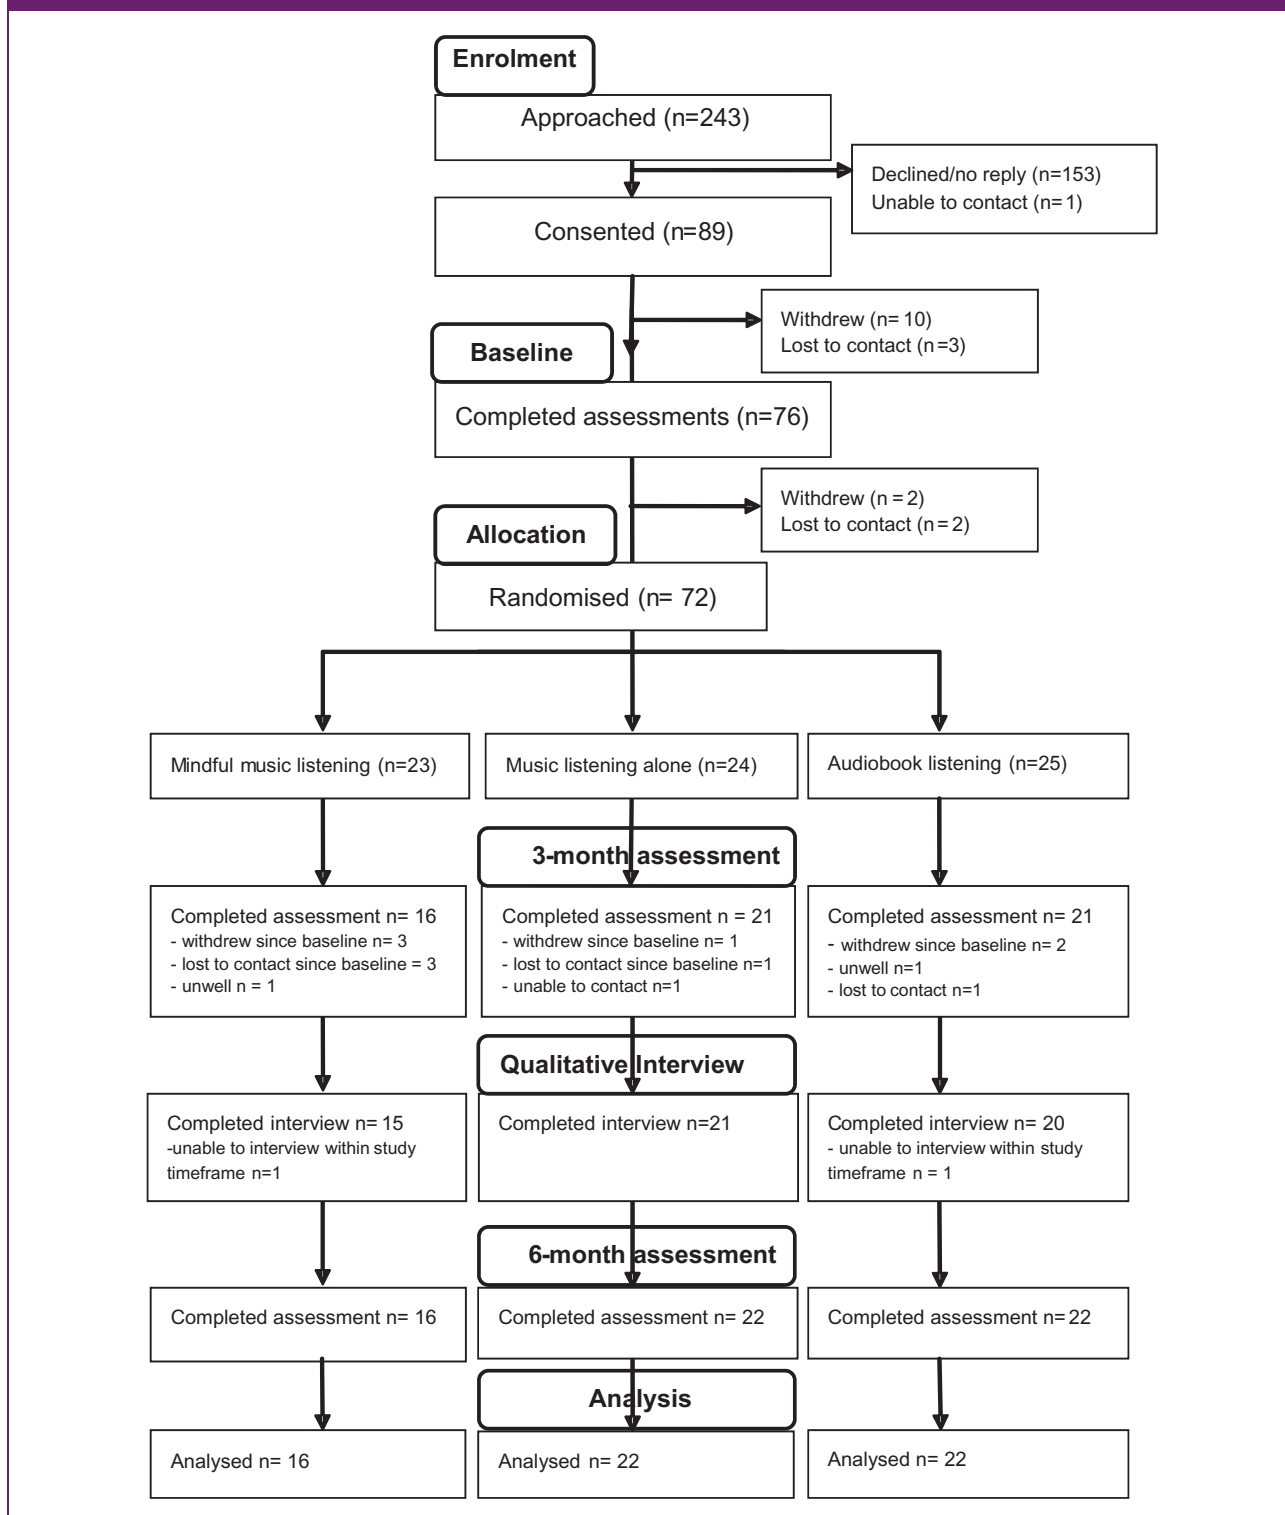 Enrolment
Approached (n=243)
Declined/no reply (n=153)
Unable to contact (n=1)
Consented (n=89)
Withdrew (n=10)
Lost to contact (n=3)
Baseline
Completed assessments (n=76)
Withdrew (n=2)
Lost to contact (n=2)
Allocation
Randomised (n= 72)
Mindful music listening (n=23)
Music listening alone (n=24)
Audiobook listening (n=25)
3-month assessment
Completed assessment n= 16
- withdrew since baseline n= 3
- lost to contact since baseline = 3
- unwell n = 1
Completed assessment n = 21
- withdrew since baseline n= 1
- lost to contact since baseline n=1
- unable to contact n=1
Completed assessment n= 21
- withdrew since baseline n= 2
- unwell n=1
- lost to contact n=1
Qualitative Interview
Completed interview n= 15
-unable to interview within study
timeframe n=1
Completed interview n=21
Completed interview n= 20
- unable to interview within study
timeframe n = 1
6-month assessment
Completed assessment n= 16
Completed assessment n= 22
Completed assessment n= 22
Analysis
Analysed n= 16
Analysed n= 22
Analysed n= 22